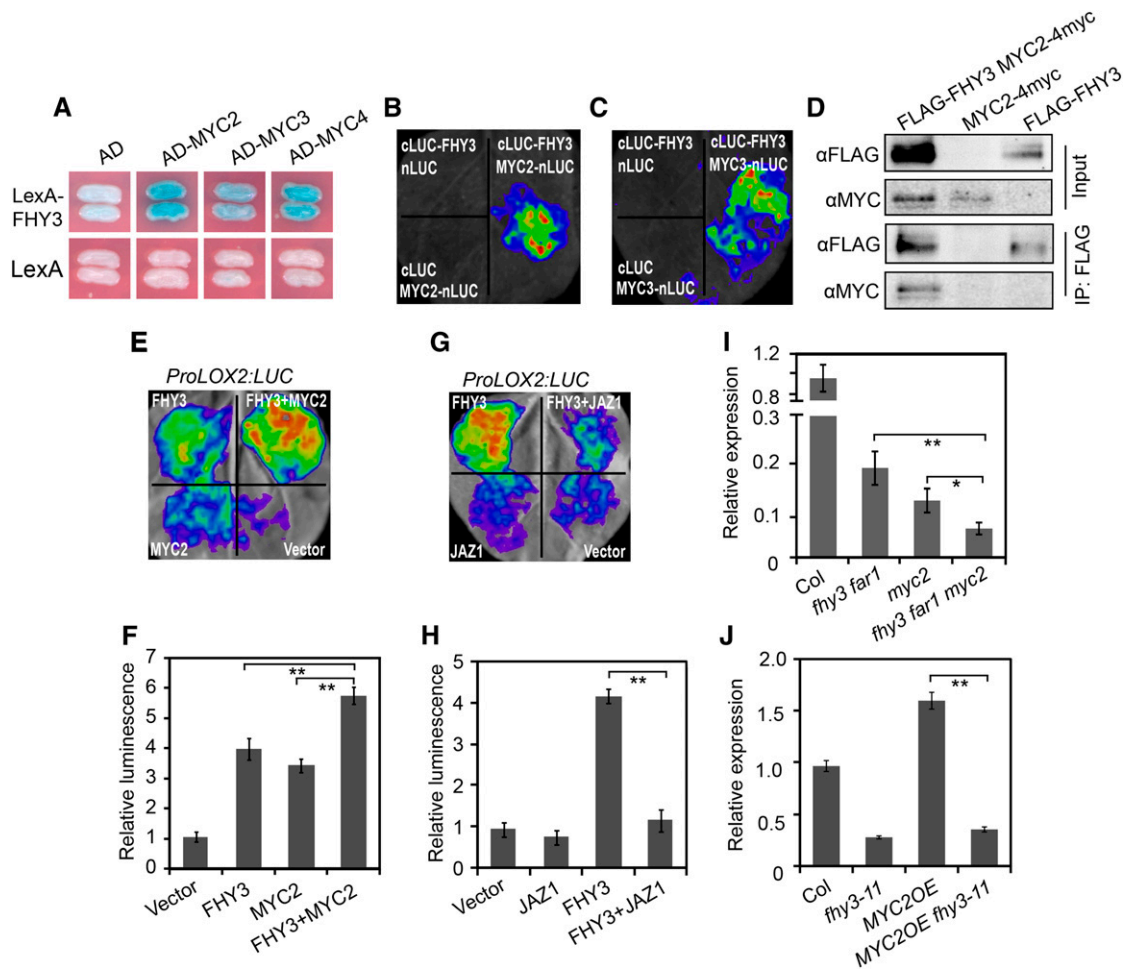 A
AD
AD-MYC2
AD-MYC3
AD-MYC4
LexA-
FHY3
LexA
B
cLUC-FHY3
nLUC
cLUC-FHY3
MYC2-nLUC
cLUC
MYC2-nLUC
C
cLUC-FHY3
nLUC
cLUC-FHY3
MYC3-nLUC
cLUC
MYC3-nLUC
D
FLAG-FHY3 MYC2-4myc
MYC2-4myc
FLAG-FHY3
αFLAG
αMYC
Input
αFLAG
αMYC
IP: FLAG
E
ProLOX2:LUC
FHY3
FHY3+MYC2
MYC2
Vector
G
ProLOX2:LUC
FHY3
FHY3+JAZ1
JAZ1
Vector
I
Relative expression
1.2
0.8
0.3
0.2
0.1
0
**
*
Col
fhy3 far1
myc2
fhy3 far1 myc2
F
Relative luminescence
7
6
5
4
3
2
1
0
**
**
Vector
FHY3
MYC2
FHY3+MYC2
H
Relative luminescence
5
4
3
2
1
0
**
Vector
JAZ1
FHY3
FHY3+JAZ1
J
Relative expression
2.0
1.5
1.0
0.5
0
**
Col
fhy3-11
MYC2OE
MYC2OE fhy3-11